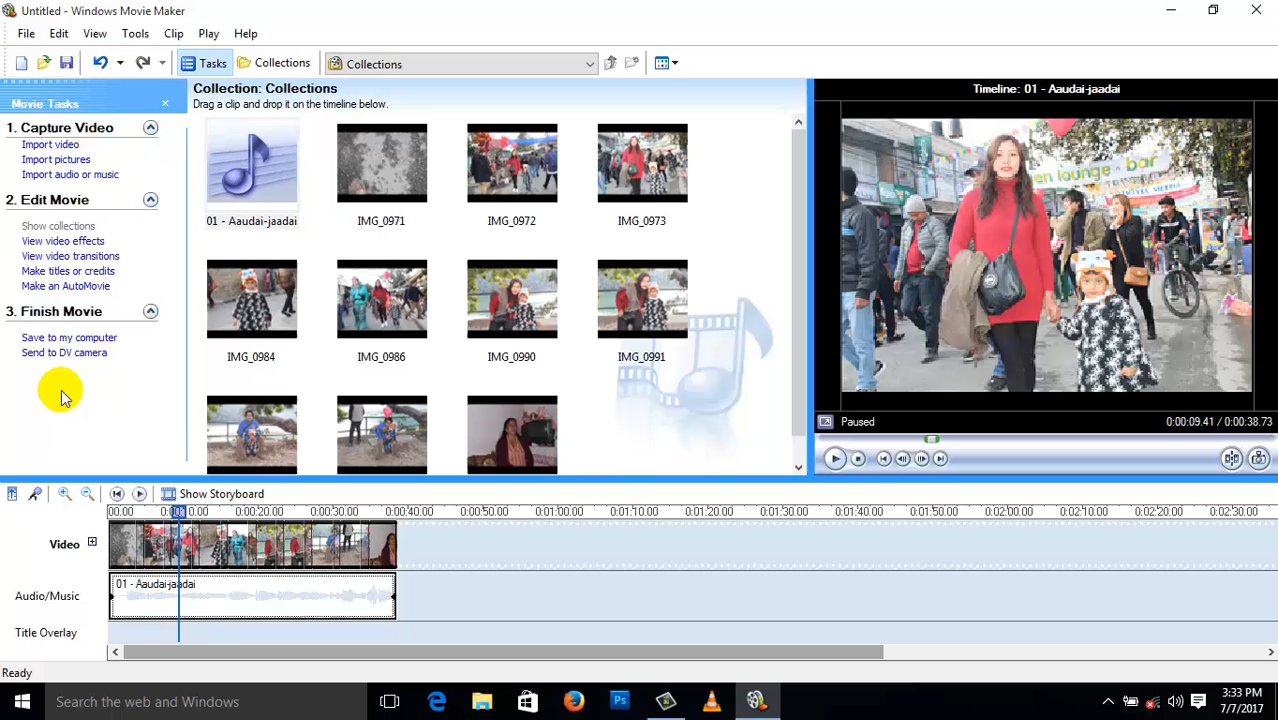 Untitled - Windows Movie Maker
File Edit View Tools Clip Play Help
Tasks Collections Collections
Movie Tasks
1. Capture Video
Import video
Import pictures
Import audio or music
2. Edit Movie
Show collections
View video effects
View video transitions
Make titles or credits
Make an AutoMovie
3. Finish Movie
Save to my computer
Send to DV camera
Collection: Collections
Drag a clip and drop it on the timeline below.
01 - Aaudai-jaadai IMG_0971 IMG_0972 IMG_0973
IMG_0984 IMG_0986 IMG_0990 IMG_0991
Timeline: 01 - Aaudai-jaadai
en lounge - bar
Paused 0:00:09.41 / 0:00:38.73
Show Storyboard
00.00 0:00:20.00 0:00:30.00 0:00:40.00 0:00:50.00 0:01:00.00 0:01:10.00 0:01:20.00 0:01:30.00 0:01:40.00 0:01:50.00 0:02:00.00 0:02:10.00 0:02:20.00 0:02:30.00
Video
Audio/Music 01 - Aaudai-jaadai
Title Overlay
Ready
Search the web and Windows
Ps
3:33 PM
7/7/2017